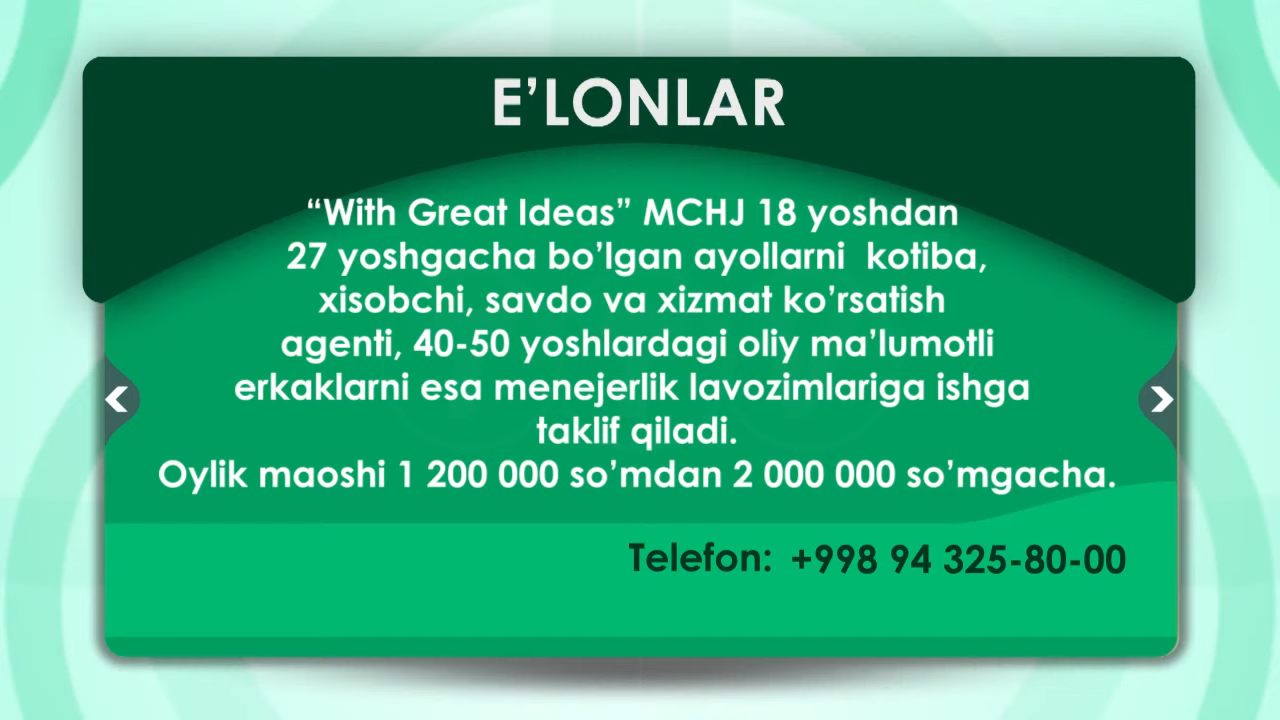 E’LONLAR
“With Great Ideas” MCHJ 18 yoshdan
27 yoshgacha bo’lgan ayollarni kotiba,
xisobchi, savdo va xizmat ko’rsatish
agenti, 40-50 yoshlardagi oliy ma’lumotli
erkaklarni esa menejerlik lavozimlariga ishga
taklif qiladi.
Oylik maoshi 1 200 000 so’mdan 2 000 000 so’mgacha.
Telefon: +998 94 325-80-00